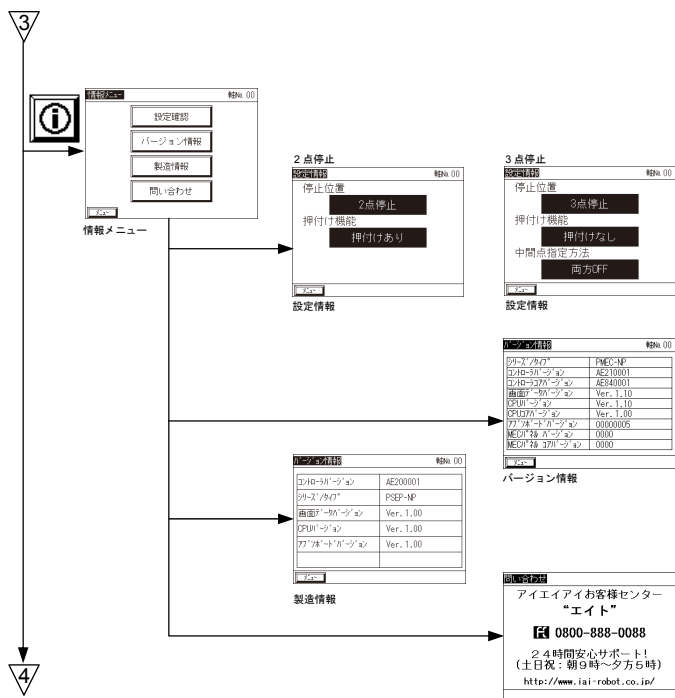 3
情報メニュー
軸No. 00
設定確認
バージョン情報
製造情報
問い合わせ
メニュー
情報メニュー
2点停止
設定情報
軸No. 00
停止位置
2点停止
押付け機能
押付けあり
メニュー
設定情報
3点停止
設定情報
軸No. 00
停止位置
3点停止
押付け機能
押付けなし
中間点指定方法
両方OFF
メニュー
設定情報
バージョン情報
軸No. 00
シリーズ/タイプ PMEC-NP
コントローラバージョン AE210001
コントローラコアバージョン AE840001
画面データバージョン Ver. 1.10
CPUバージョン Ver. 1.10
CPUコアバージョン Ver. 1.00
アプソボードバージョン 00000005
MECパネル バージョン 0000
MECパネル コアバージョン 0000
メニュー
バージョン情報
バージョン情報
軸No. 00
コントローラバージョン AE200001
シリーズ/タイプ PSEP-NP
画面データバージョン Ver. 1.00
CPUバージョン Ver. 1.00
アブソボードバージョン Ver. 1.00
メニュー
製造情報
問い合わせ
アイエイアイお客様センター
“エイト”
0800-888-0088
24時間安心サポート!
(土日祝:朝9時~夕方5時)
http://www.iai-robot.co.jp/
4